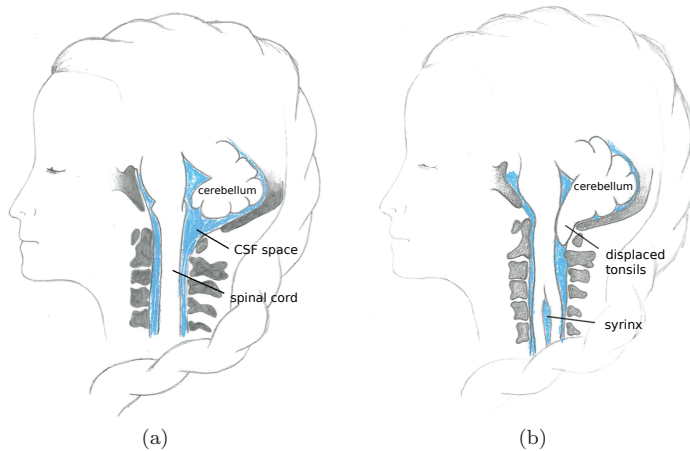 cerebellum
CSF space
spinal cord
(a)
cerebellum
displaced
tonsils
syrinx
(b)